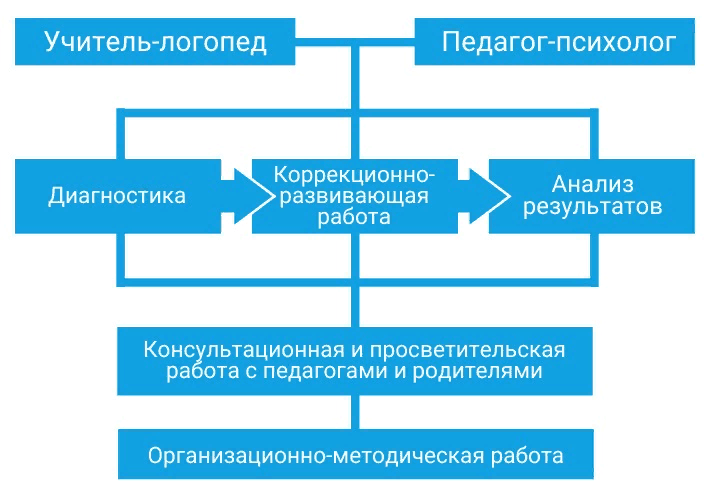 Учитель-логопед
Педагог-психолог
Диагностика
Коррекционно-
развивающая
работа
Анализ
результатов
Консультационная и просветительская
работа с педагогами и родителями
Организационно-методическая работа